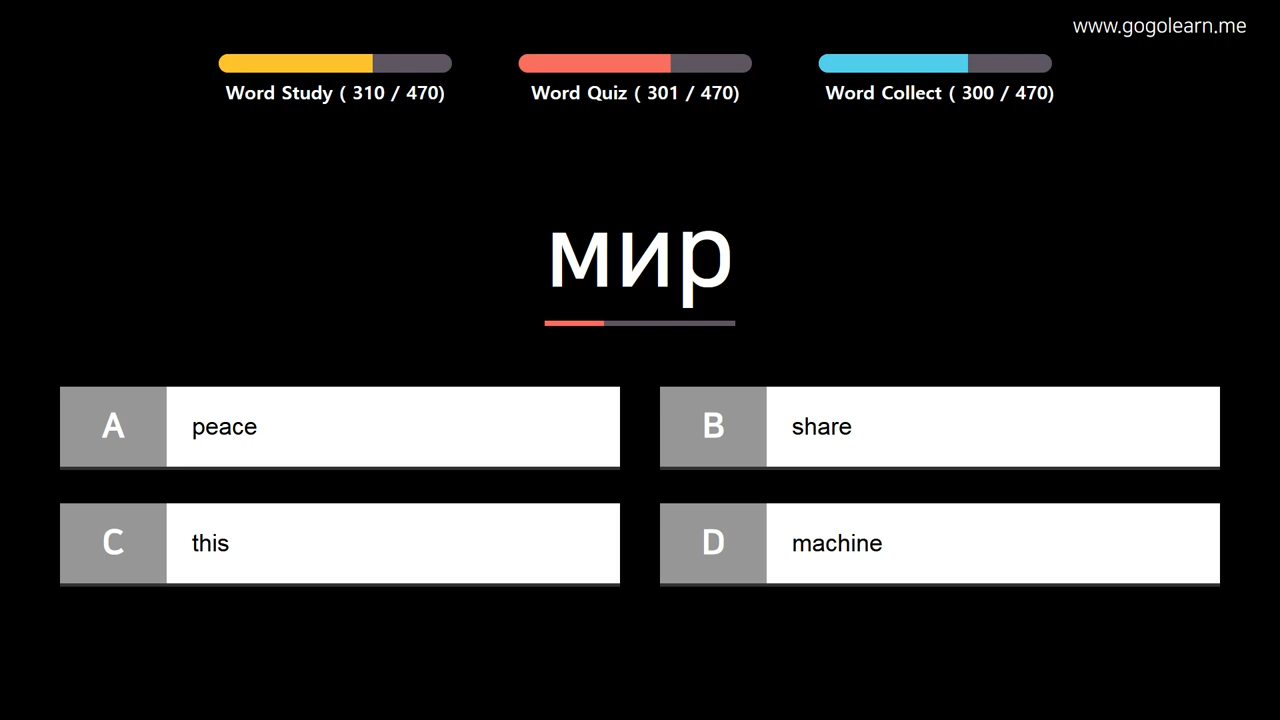 www.gogolearn.me
Word Study ( 310 / 470)
Word Quiz ( 301 / 470)
Word Collect ( 300 / 470)
мир
A peace
B share
C this
D machine